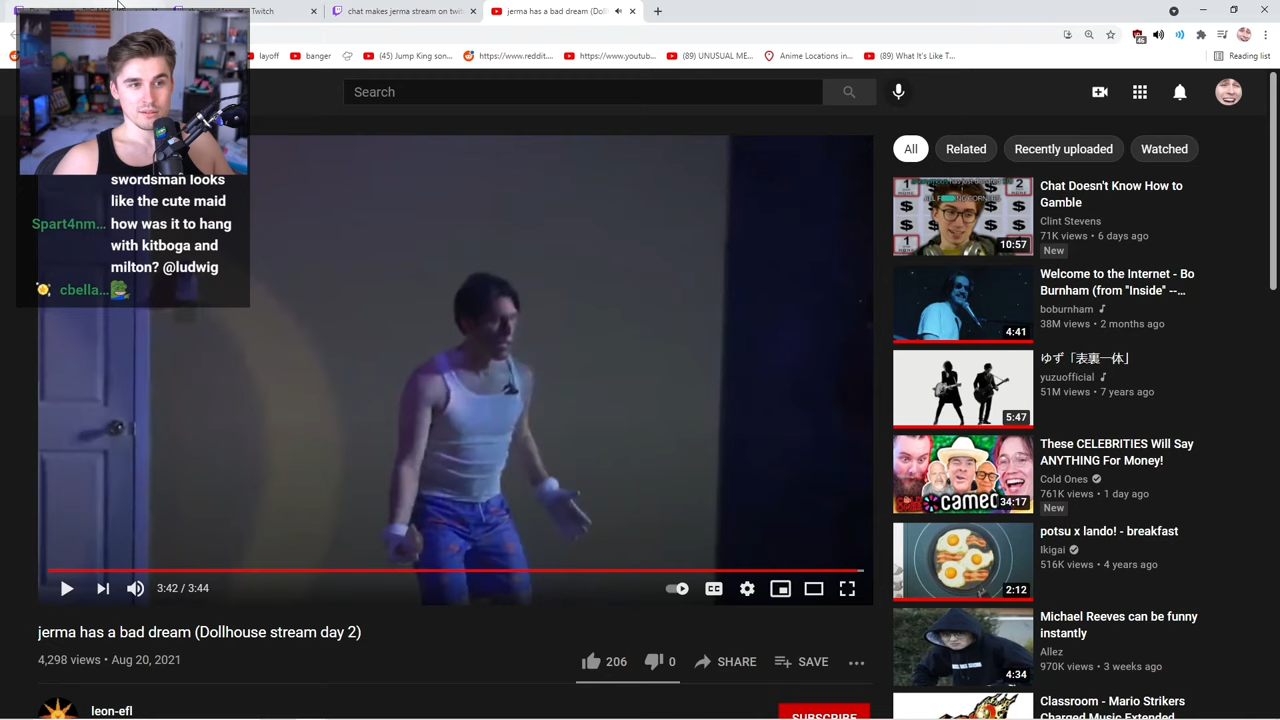 Twitch
chat makes jerma stream on twi
jerma has a bad dream (Doll
layoff
banger
(45) Jump King son...
https://www.reddit....
https://www.youtub...
(89) UNUSUAL ME...
Anime Locations in...
(89) What It's Like T...
Reading list
46
Search
swordsman looks
like the cute maid
Spart4nm... how was it to hang
with kitboga and
milton? @ludwig
cbella...
3:42 / 3:44
jerma has a bad dream (Dollhouse stream day 2)
4,298 views • Aug 20, 2021
206
0
SHARE
SAVE
leon-efl
SUBSCRIBE
All
Related
Recently uploaded
Watched
10:57
Chat Doesn't Know How to
Gamble
Clint Stevens
71K views • 6 days ago
New
4:41
Welcome to the Internet - Bo
Burnham (from "Inside" --...
boburnham
38M views • 2 months ago
5:47
ゆず「表裏一体」
yuzuofficial
51M views • 7 years ago
CAMEO
34:17
These CELEBRITIES Will Say
ANYTHING For Money!
Cold Ones
761K views • 1 day ago
New
2:12
potsu x lando! - breakfast
Ikigai
516K views • 4 years ago
4:34
Michael Reeves can be funny
instantly
Allez
970K views • 3 weeks ago
Classroom - Mario Strikers
Charged Music Extended